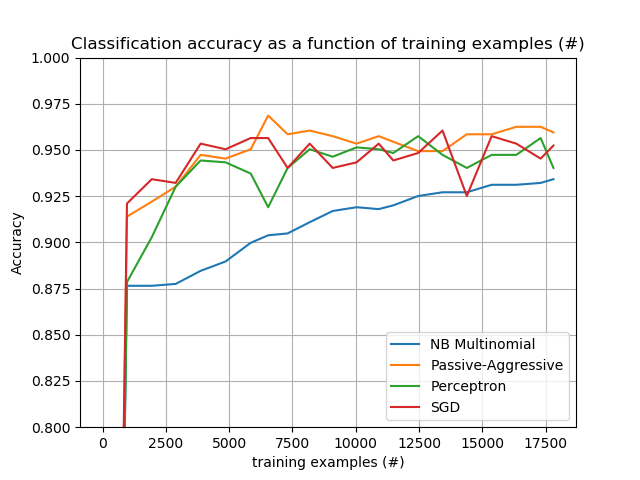 Classification accuracy as a function of training examples (#)
1.000
0.975
0.950
0.925
0.900
0.875
0.850
0.825
0.800
Accuracy
NB Multinomial
Passive-Aggressive
Perceptron
SGD
0 2500 5000 7500 10000 12500 15000 17500
training examples (#)